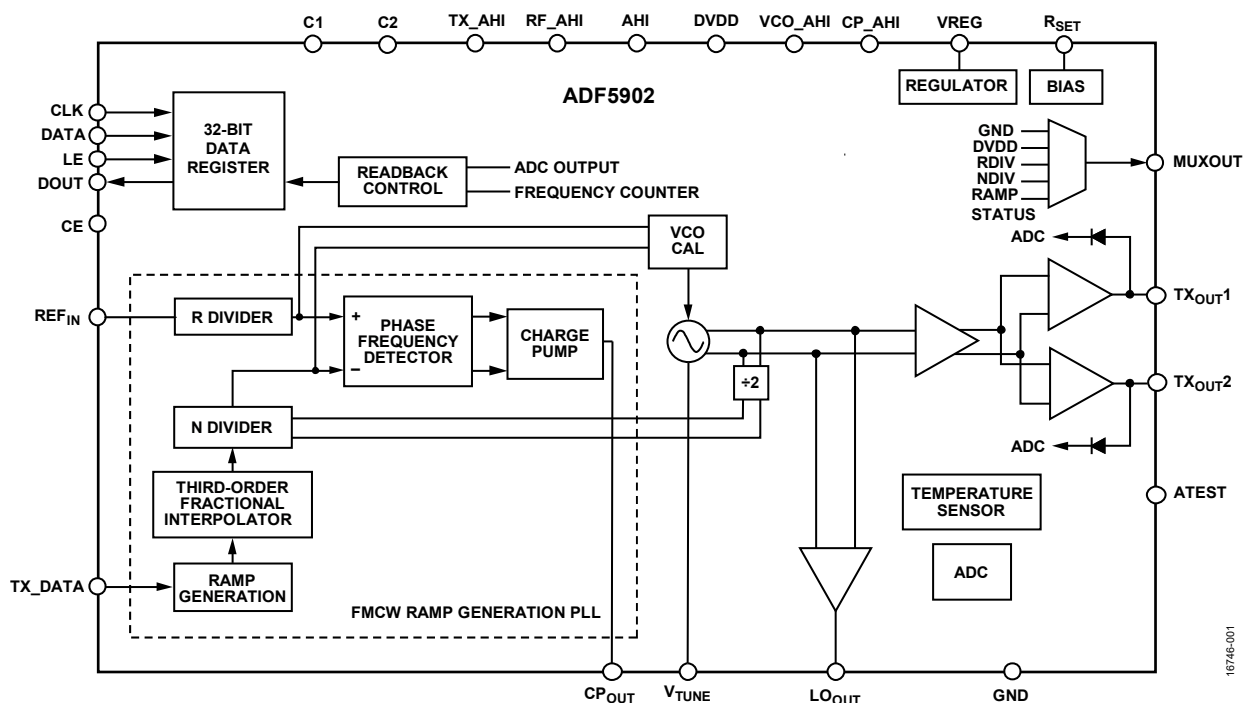 C1
C2
TX_AHI
RF_AHI
AHI
DVDD
VCO_AHI
CP_AHI
VREG
RSET
ADF5902
REGULATOR
BIAS
CLK
DATA
LE
DOUT
CE
32-BIT
DATA
REGISTER
READBACK
CONTROL
ADC OUTPUT
FREQUENCY COUNTER
GND
DVDD
RDIV
NDIV
RAMP
STATUS
MUXOUT
VCO
CAL
ADC
REFIN
R DIVIDER
+
−
PHASE
FREQUENCY
DETECTOR
CHARGE
PUMP
÷2
TXOUT1
TXOUT2
ADC
N DIVIDER
THIRD-ORDER
FRACTIONAL
INTERPOLATOR
TEMPERATURE
SENSOR
ATEST
TX_DATA
RAMP
GENERATION
FMCW RAMP GENERATION PLL
ADC
CPOUT
VTUNE
LOOUT
GND
16746-001